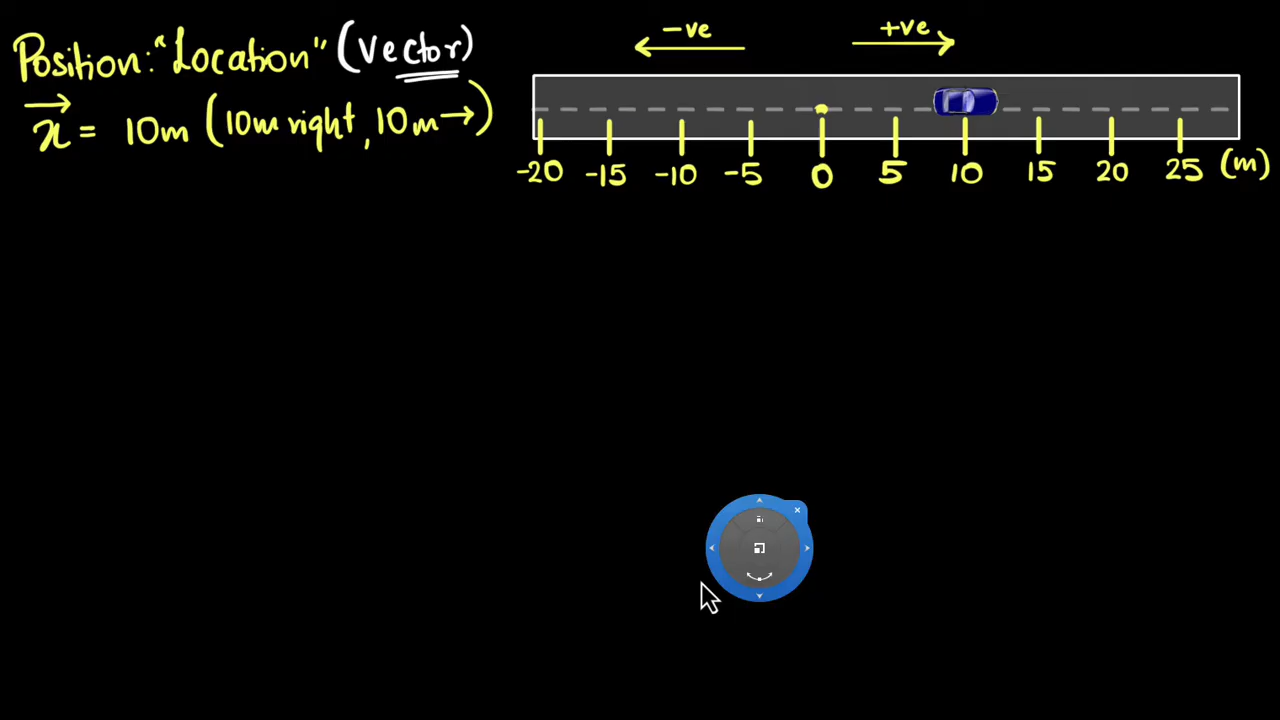 Position: "Location" (Vector)
x⃗ = 10m (10m right, 10m →)
-ve +ve
-20 -15 -10 -5 0 5 10 15 20 25 (m)